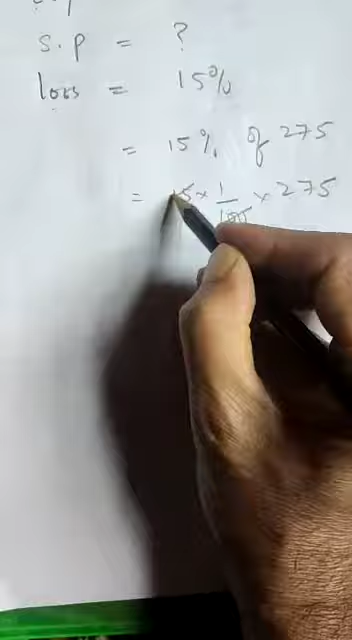 s.p = ?
loss = 15%
= 15% of 275
= 15 × 1/100 × 275